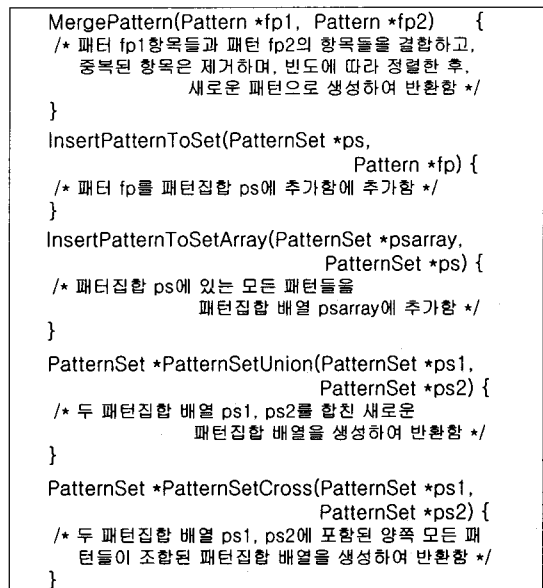 MergePattern(Pattern *fp1, Pattern *fp2) {
/* 패터 fp1항목들과 패턴 fp2의 항목들을 결합하고,
중복된 항목은 제거하며, 빈도에 따라 정렬한 후,
새로운 패턴으로 생성하여 반환함 */
}
InsertPatternToSet(PatternSet *ps,
Pattern *fp) {
/* 패터 fp를 패턴집합 ps에 추가함에 추가함 */
}
InsertPatternToSetArray(PatternSet *psarray,
PatternSet *ps) {
/* 패터집합 ps에 있는 모든 패턴들을
패턴집합 배열 psarray에 추가함 */
}
PatternSet *PatternSetUnion(PatternSet *ps1,
PatternSet *ps2) {
/* 두 패턴집합 배열 ps1, ps2를 합친 새로운
패턴집합 배열을 생성하여 반환함 */
}
PatternSet *PatternSetCross(PatternSet *ps1,
PatternSet *ps2) {
/* 두 패턴집합 배열 ps1, ps2에 포함된 양쪽 모든 패
턴들이 조합된 패턴집합 배열을 생성하여 반환함 */
}